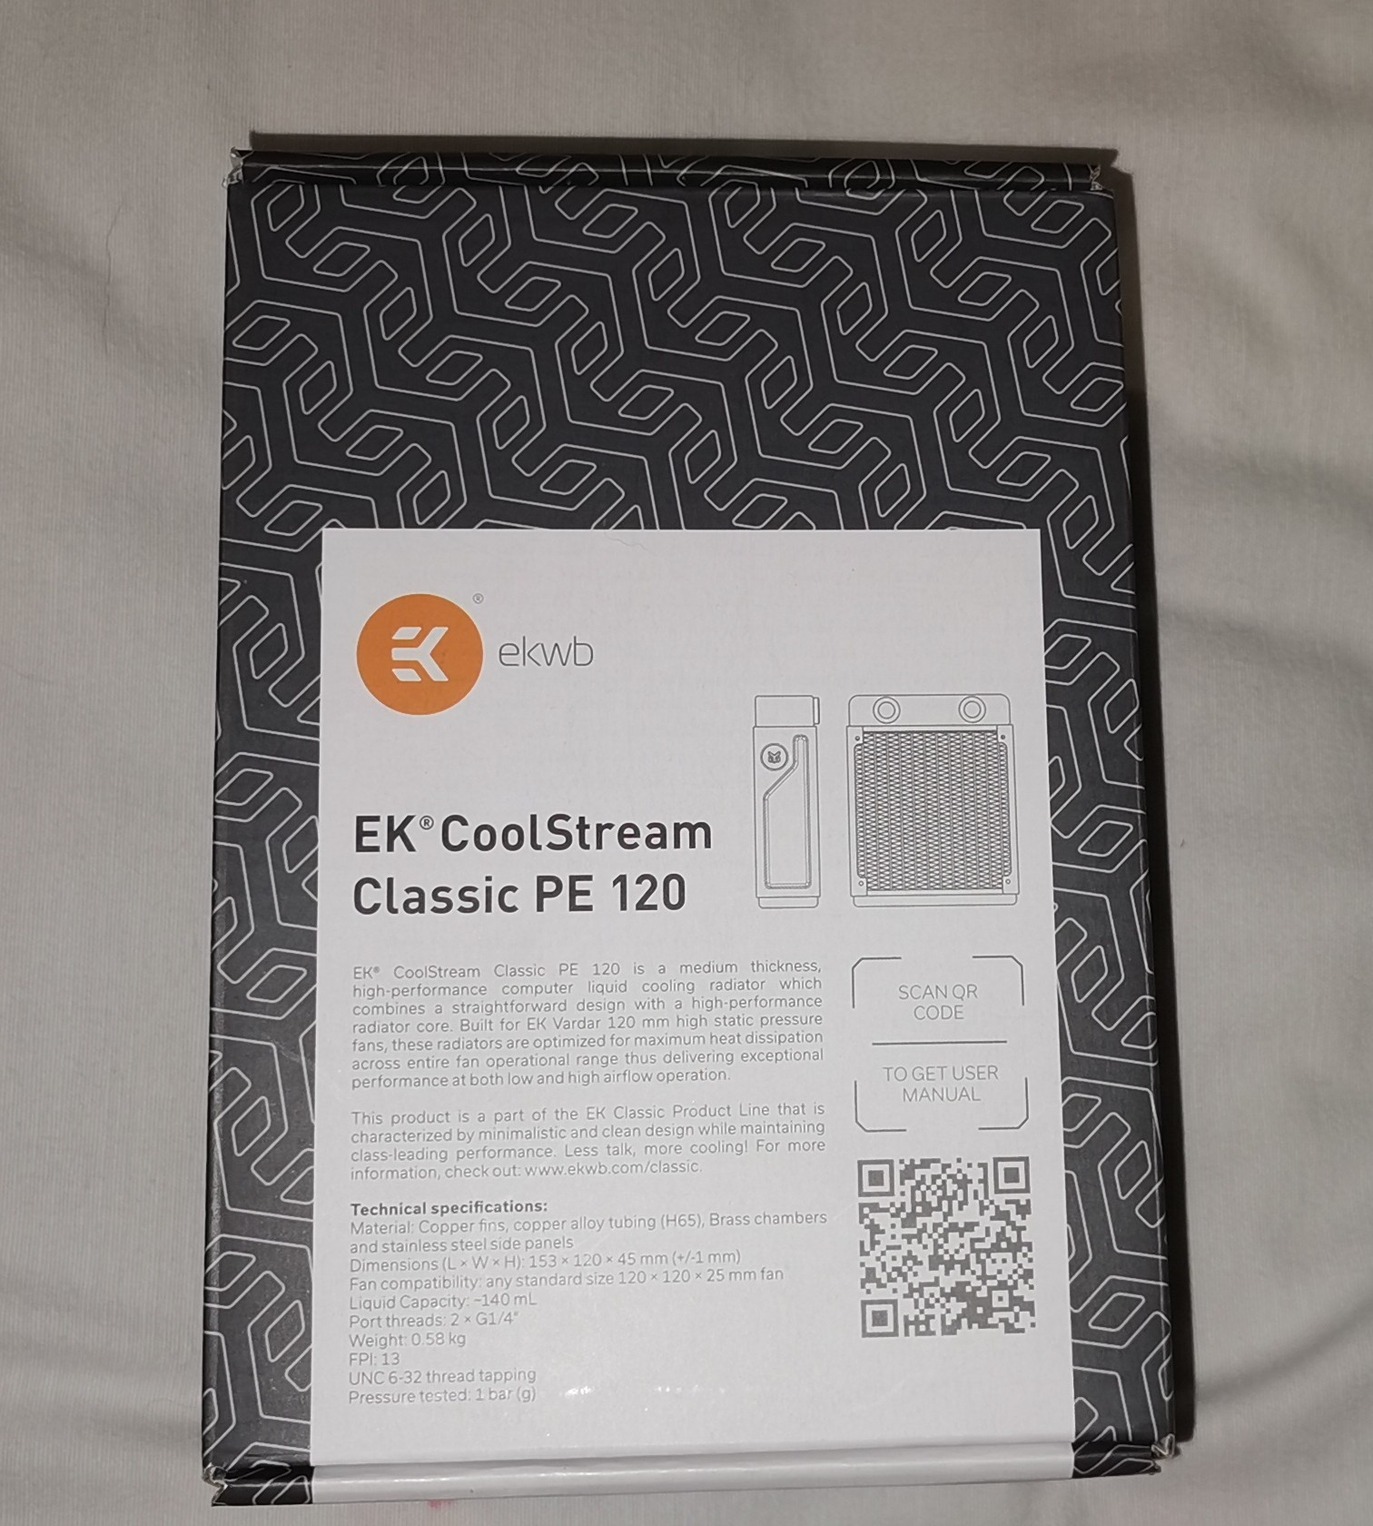 ®
ekwb
EK® CoolStream
Classic PE 120
EK® CoolStream Classic PE 120 is a medium thickness,
high-performance computer liquid cooling radiator which
combines a straightforward design with a high-performance
radiator core. Built for EK Vardar 120 mm high static pressure
fans, these radiators are optimized for maximum heat dissipation
across entire fan operational range thus delivering exceptional
performance at both low and high airflow operation.
This product is a part of the EK Classic Product Line that is
characterized by minimalistic and clean design while maintaining
class-leading performance. Less talk, more cooling! For more
information, check out: www.ekwb.com/classic.
Technical specifications:
Material: Copper fins, copper alloy tubing (H65), Brass chambers
and stainless steel side panels
Dimensions (L × W × H): 153 × 120 × 45 mm (+/-1 mm)
Fan compatibility: any standard size 120 × 120 × 25 mm fan
Liquid Capacity: ~140 mL
Port threads: 2 × G1/4"
Weight: 0.58 kg
FPI: 13
UNC 6-32 thread tapping
Pressure tested: 1 bar (g)
SCAN QR
CODE
TO GET USER
MANUAL